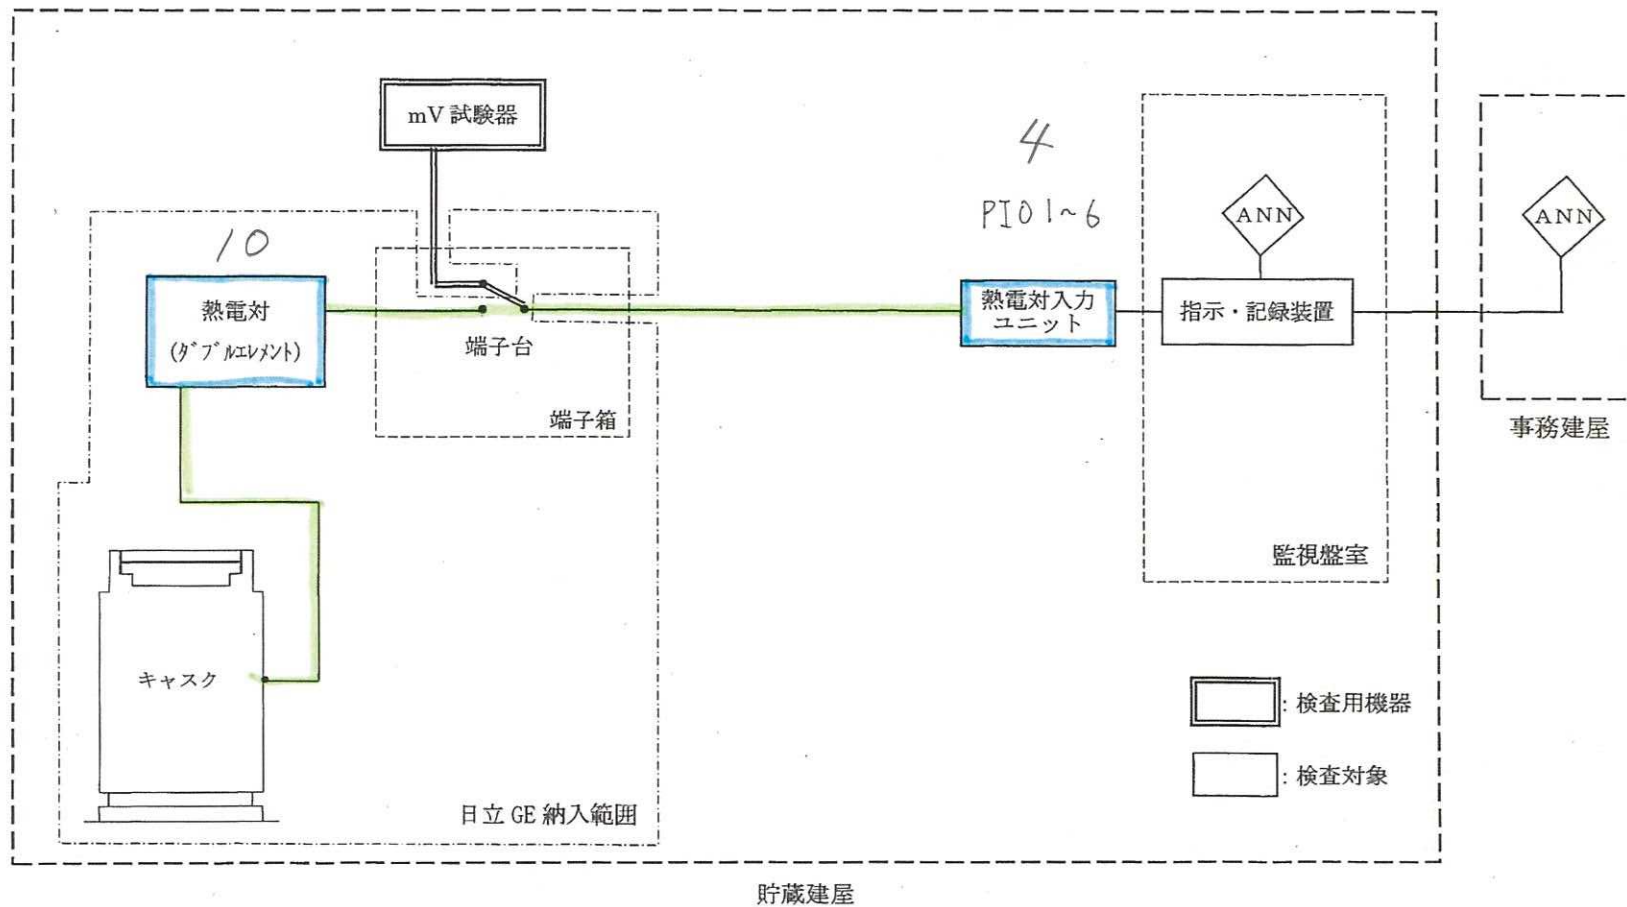 mV 試験器
4
PIO 1~6
ANN
ANN
10
熱電対
(ダブルエレメント)
端子台
端子箱
熱電対入力
ユニット
指示・記録装置
事務建屋
監視盤室
キャスク
日立 GE 納入範囲
: 検査用機器
: 検査対象
貯蔵建屋